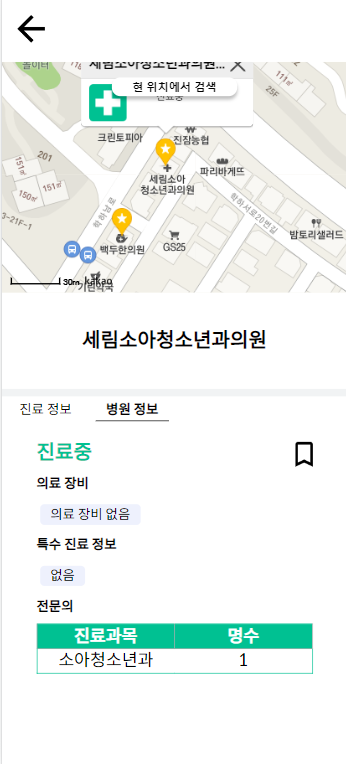 세림소아청소년과의원...
진료중
현 위치에서 검색
놀이터
111㎡
25F
크린토피아
진잠농협
201
151㎡
151㎡
150㎡
세림소아
청소년과의원
파리바게뜨
학하남로
학하서로20번길
3-21F-1
백두한의원
GS25
밤토리샐러드
30m
kakao
기린약국
세림소아청소년과의원
진료 정보
병원 정보
진료중
의료 장비
의료 장비 없음
특수 진료 정보
없음
전문의
진료과목 명수
소아청소년과 1